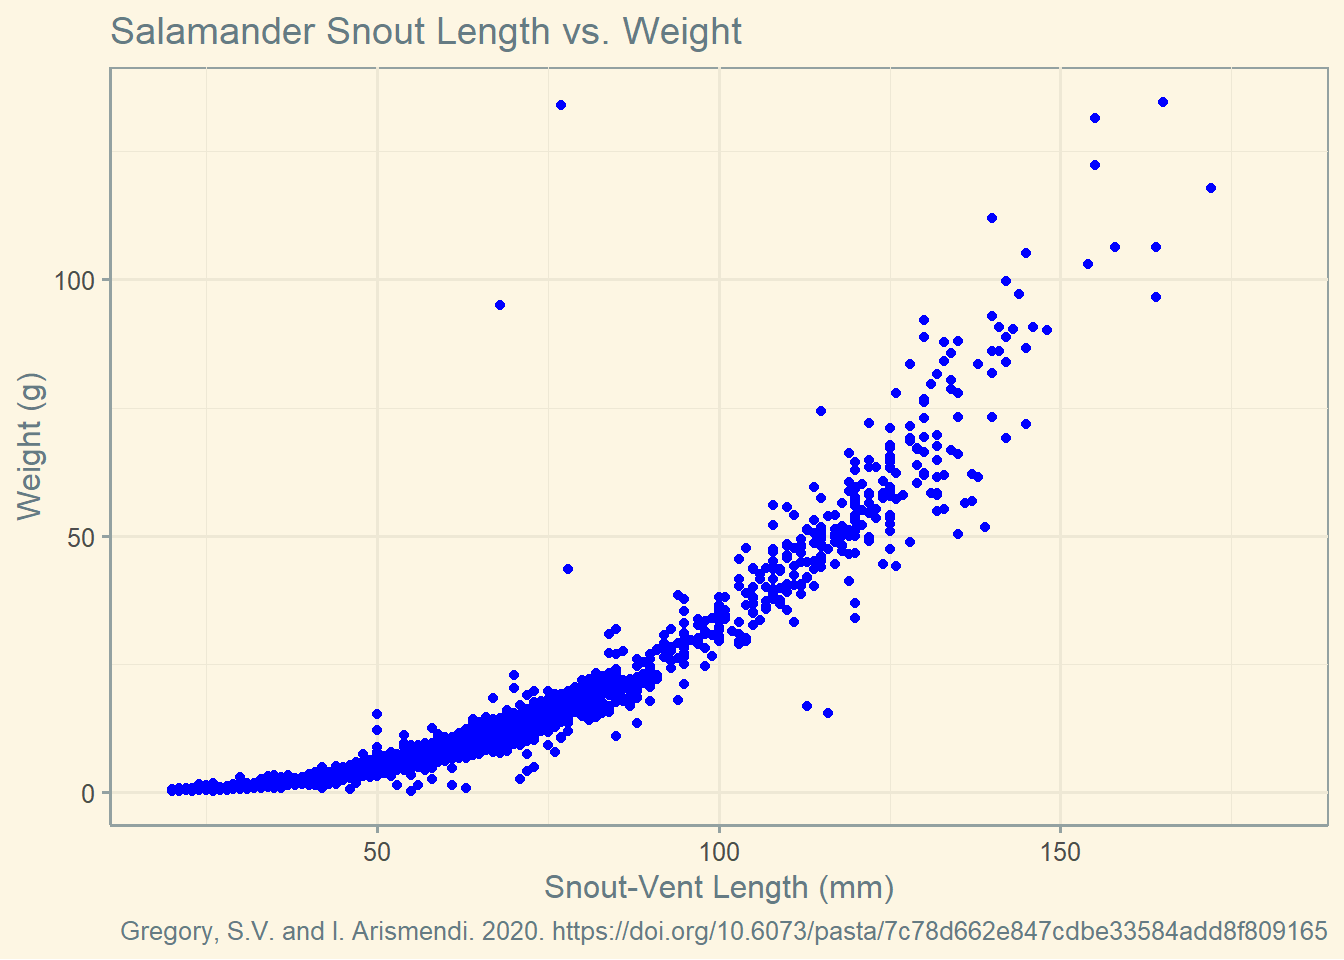 Salamander Snout Length vs. Weight
100
50
0
Weight (g)
50 100 150
Snout-Vent Length (mm)
Gregory, S.V. and I. Arismendi. 2020. https://doi.org/10.6073/pasta/7c78d662e847cdbe33584add8f809165